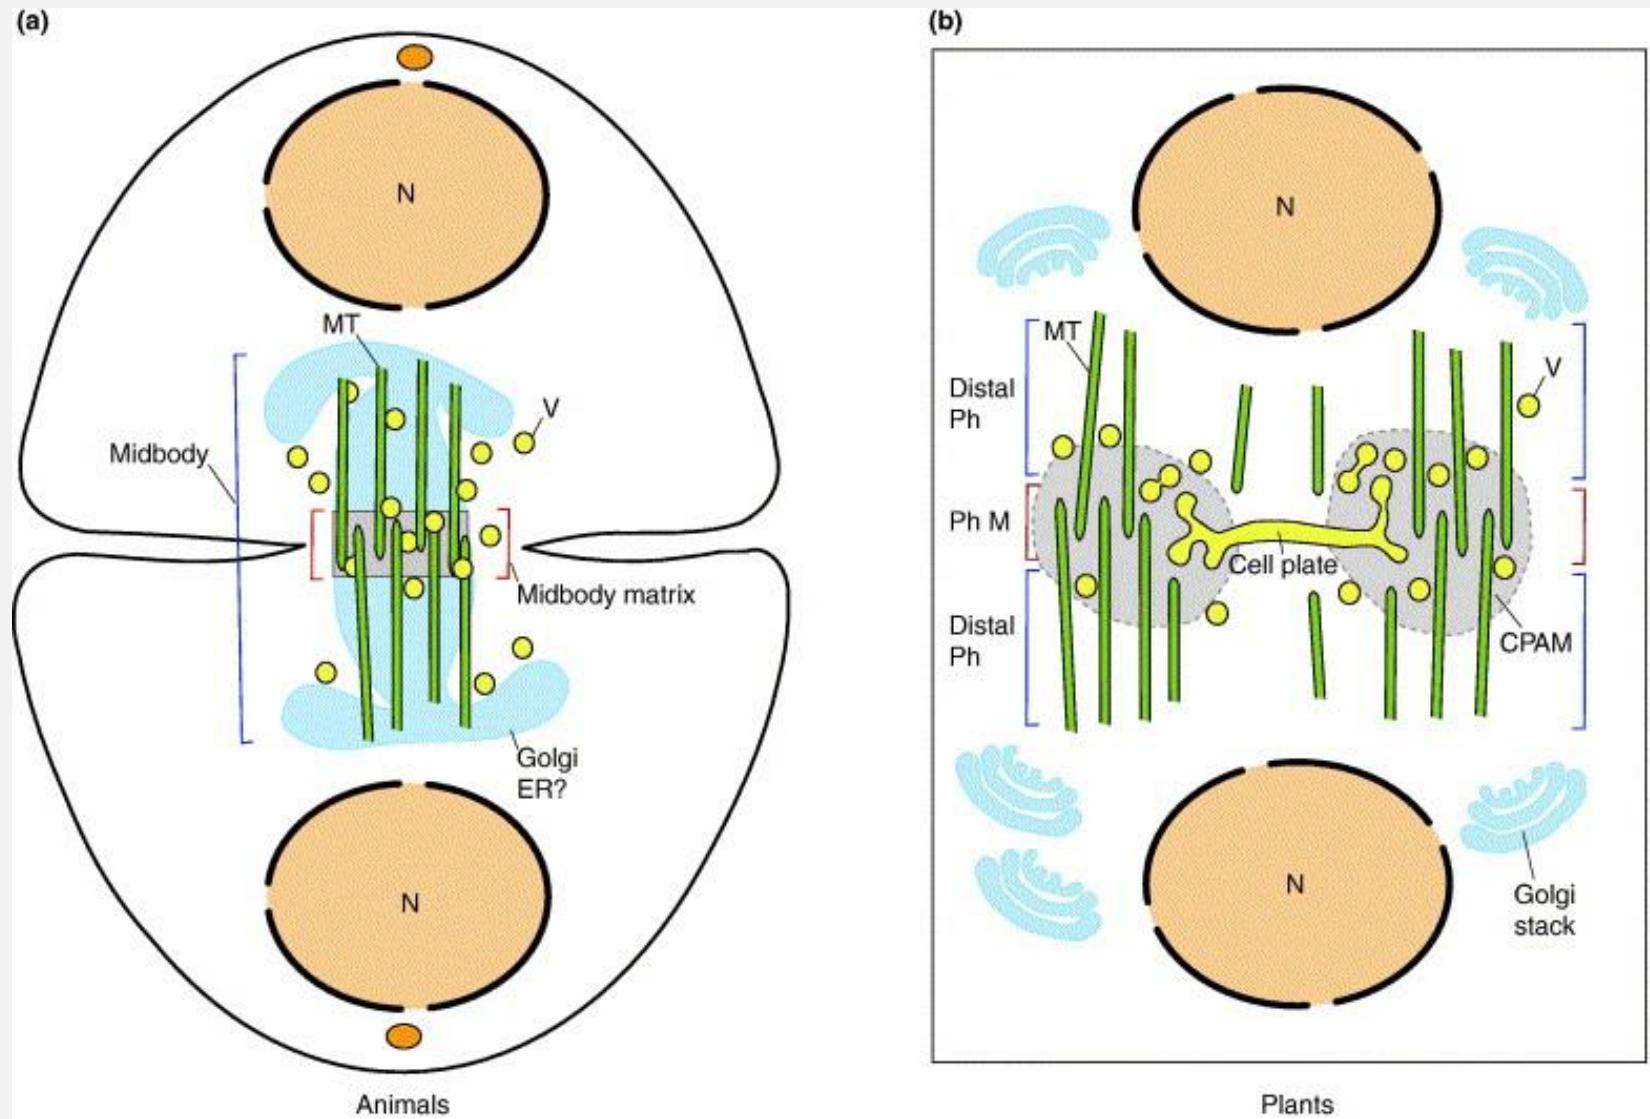 (a)
N
MT
V
Midbody
Midbody matrix
Golgi
ER?
N
Animals
(b)
N
MT
V
Distal
Ph
Ph M
Cell plate
Distal
Ph
CPAM
N
Golgi
stack
Plants